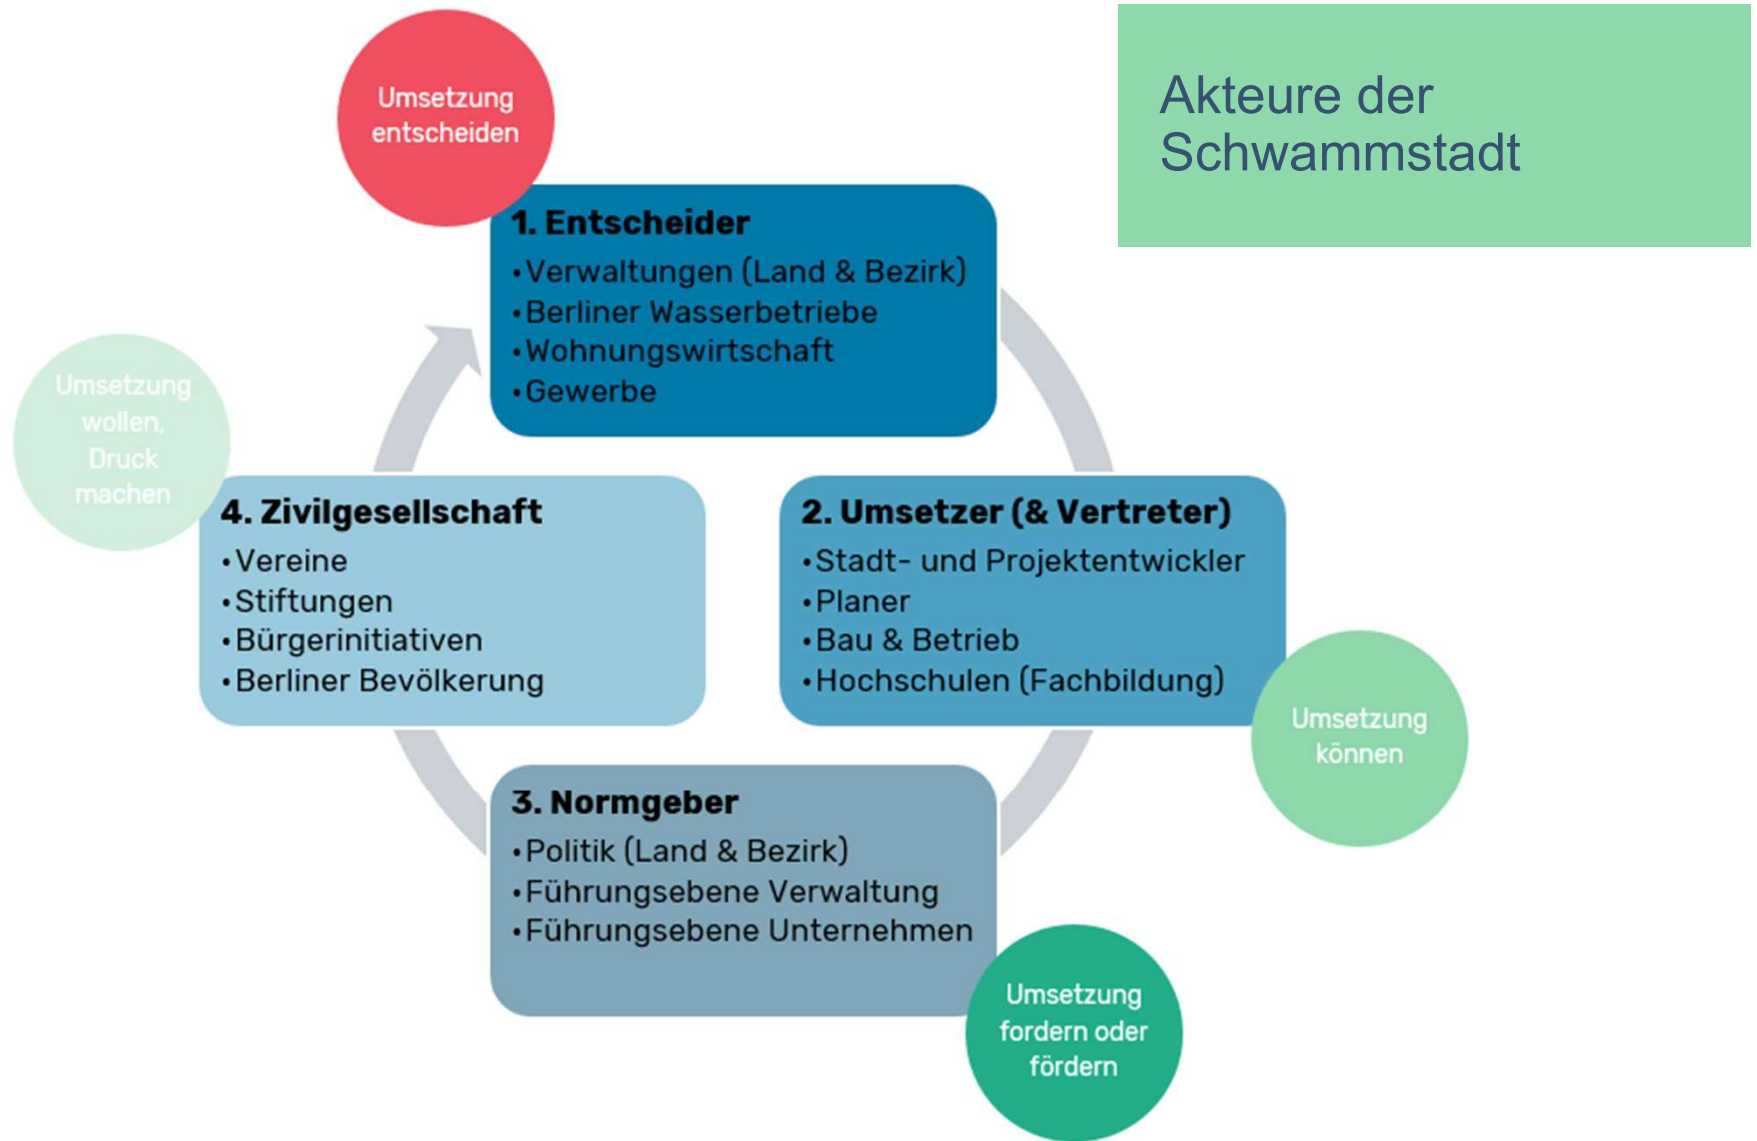 Akteure der
Schwammstadt
Umsetzung
entscheiden
1. Entscheider
•Verwaltungen (Land & Bezirk)
•Berliner Wasserbetriebe
•Wohnungswirtschaft
•Gewerbe
2. Umsetzer (& Vertreter)
•Stadt- und Projektentwickler
•Planer
•Bau & Betrieb
•Hochschulen (Fachbildung)
Umsetzung
können
3. Normgeber
•Politik (Land & Bezirk)
•Führungsebene Verwaltung
•Führungsebene Unternehmen
Umsetzung
fordern oder
fördern
Umsetzung
wollen,
Druck
machen
4. Zivilgesellschaft
•Vereine
•Stiftungen
•Bürgerinitiativen
•Berliner Bevölkerung